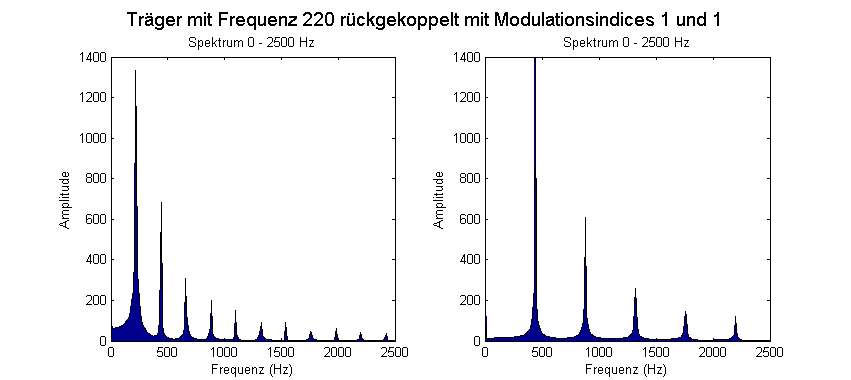 Träger mit Frequenz 220 rückgekoppelt mit Modulationsindices 1 und 1
Spektrum 0 - 2500 Hz
Amplitude
1400
1200
1000
800
600
400
200
0
0 500 1000 1500 2000 2500
Frequenz (Hz)
Spektrum 0 - 2500 Hz
Amplitude
1400
1200
1000
800
600
400
200
0
0 500 1000 1500 2000 2500
Frequenz (Hz)